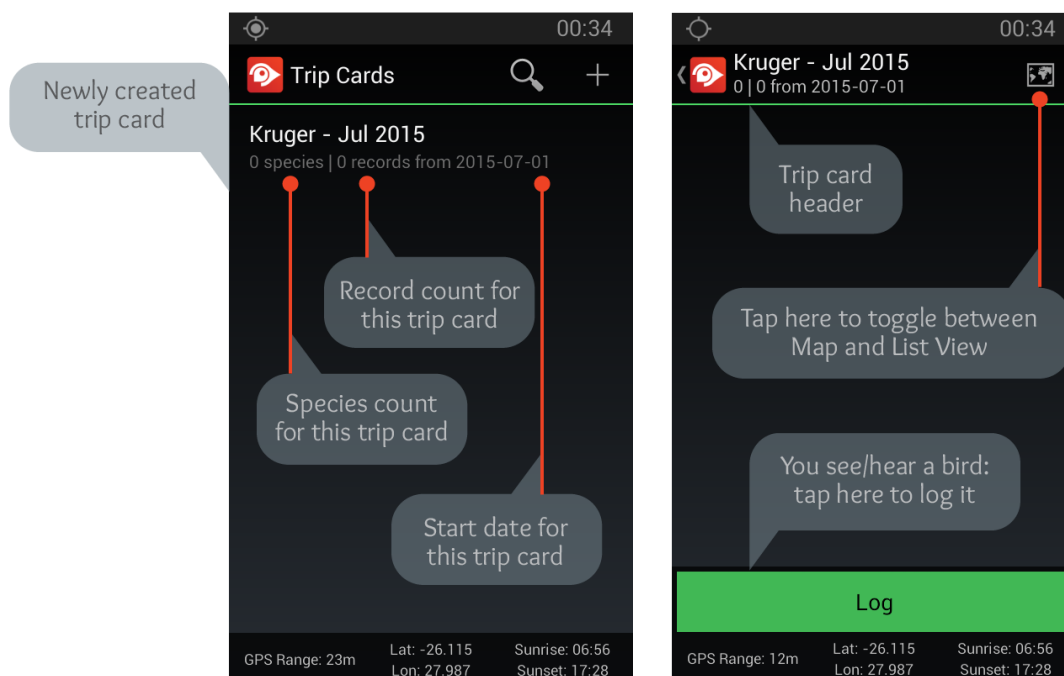 00:34
Trip Cards
Newly created
trip card
Kruger - Jul 2015
0 species | 0 records from 2015-07-01
Record count for
this trip card
Species count
for this trip card
Start date for
this trip card
GPS Range: 23m
Lat: -26.115
Lon: 27.987
Sunrise: 06:56
Sunset: 17:28
00:34
Kruger - Jul 2015
0 | 0 from 2015-07-01
Trip card
header
Tap here to toggle between
Map and List View
You see/hear a bird:
tap here to log it
Log
GPS Range: 12m
Lat: -26.115
Lon: 27.987
Sunrise: 06:56
Sunset: 17:28